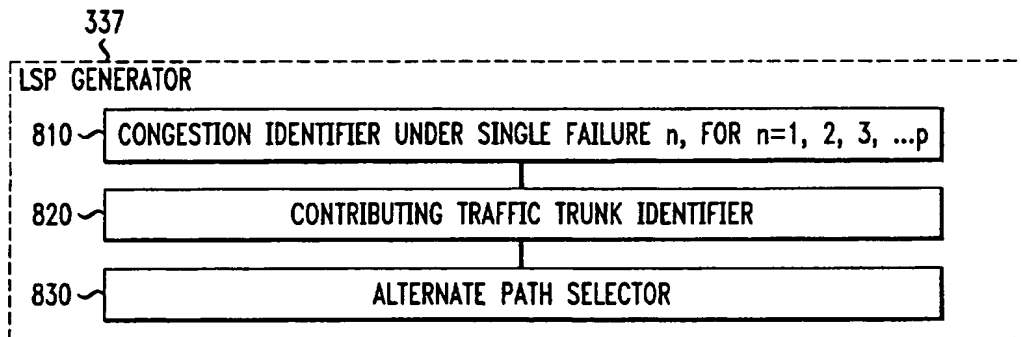 337
LSP GENERATOR
810 CONGESTION IDENTIFIER UNDER SINGLE FAILURE n, FOR n=1, 2, 3, ...p
820 CONTRIBUTING TRAFFIC TRUNK IDENTIFIER
830 ALTERNATE PATH SELECTOR